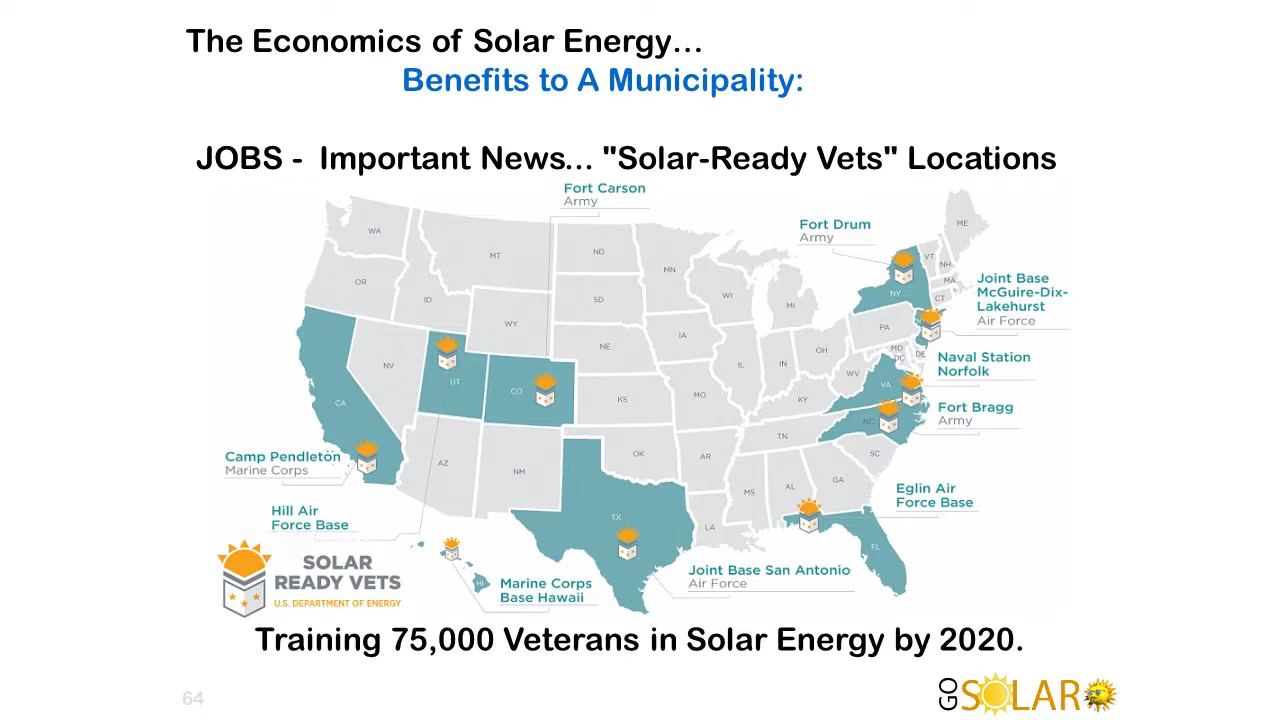 The Economics of Solar Energy...
Benefits to A Municipality:
JOBS - Important News... "Solar-Ready Vets" Locations
Fort Carson
Army
Fort Drum
Army
Joint Base
McGuire-Dix-
Lakehurst
Air Force
Naval Station
Norfolk
Fort Bragg
Army
Eglin Air
Force Base
Joint Base San Antonio
Air Force
Marine Corps
Base Hawaii
Camp Pendleton
Marine Corps
Hill Air
Force Base
WA
OR
CA
NV
ID
MT
WY
UT
CO
AZ
NM
ND
SD
NE
KS
OK
TX
MN
IA
MO
AR
LA
WI
IL
MI
IN
OH
KY
TN
MS
AL
GA
FL
SC
NC
VA
WV
PA
NY
VT
NH
ME
MA
CT
MD
DC
DE
HI
SOLAR
READY VETS
U.S. DEPARTMENT OF ENERGY
Training 75,000 Veterans in Solar Energy by 2020.
64
GO SOLAR